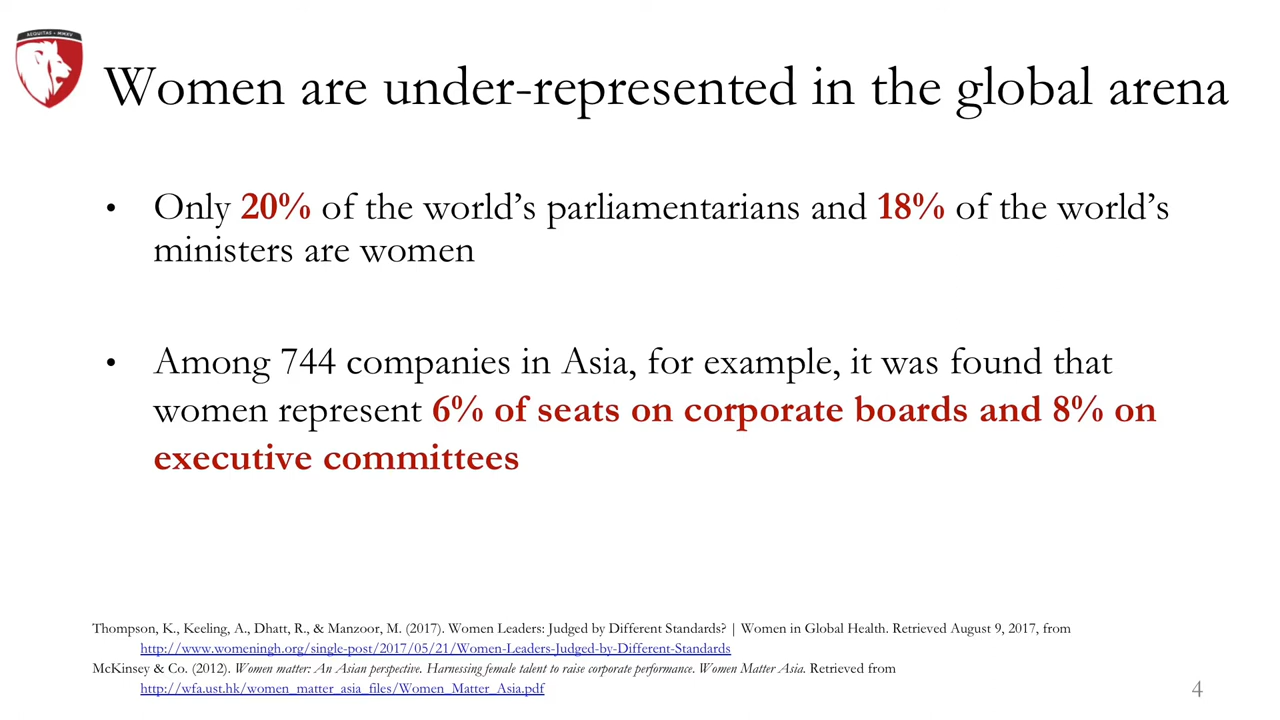 AEQUITAS • MMXV
Women are under-represented in the global arena
• Only 20% of the world's parliamentarians and 18% of the world's
ministers are women
• Among 744 companies in Asia, for example, it was found that
women represent 6% of seats on corporate boards and 8% on
executive committees
Thompson, K., Keeling, A., Dhatt, R., & Manzoor, M. (2017). Women Leaders: Judged by Different Standards? | Women in Global Health. Retrieved August 9, 2017, from
http://www.womeningh.org/single-post/2017/05/21/Women-Leaders-Judged-by-Different-Standards
McKinsey & Co. (2012). Women matter: An Asian perspective. Harnessing female talent to raise corporate performance. Women Matter Asia. Retrieved from
http://wfa.ust.hk/women_matter_asia_files/Women_Matter_Asia.pdf
4